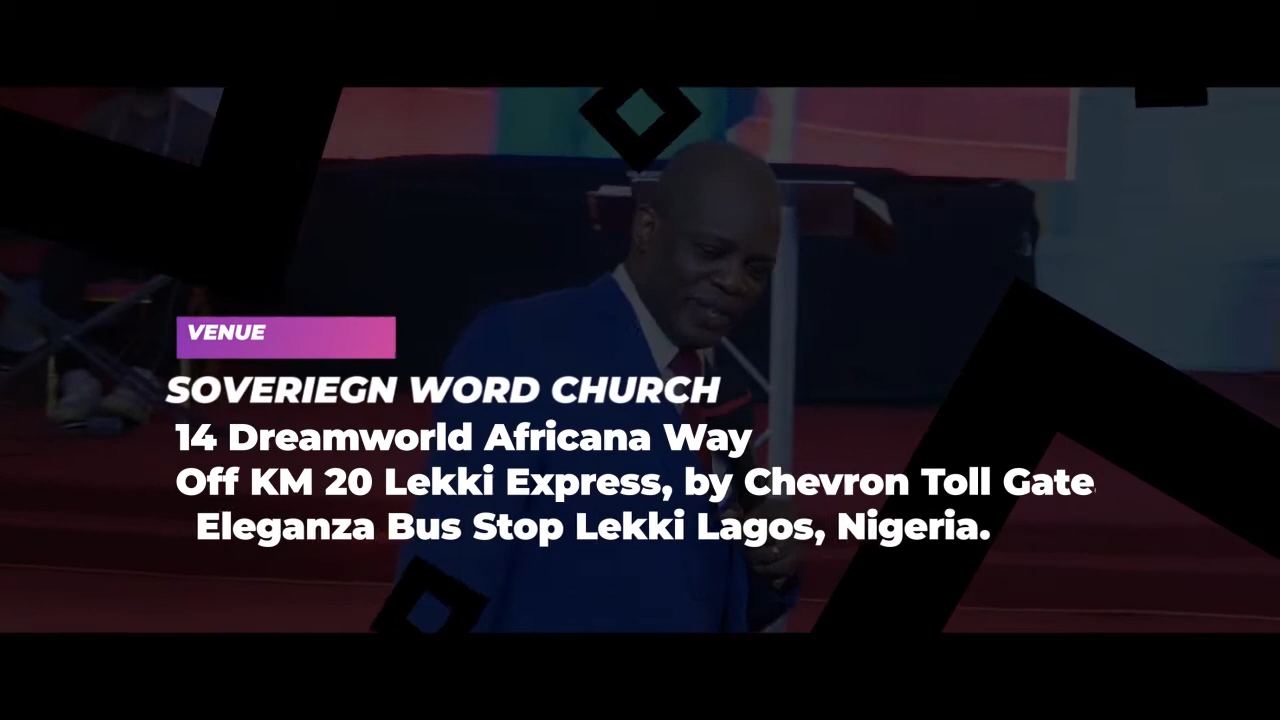 VENUE
SOVERIEGN WORD CHURCH
14 Dreamworld Africana Way
Off KM 20 Lekki Express, by Chevron Toll Gate
Eleganza Bus Stop Lekki Lagos, Nigeria.